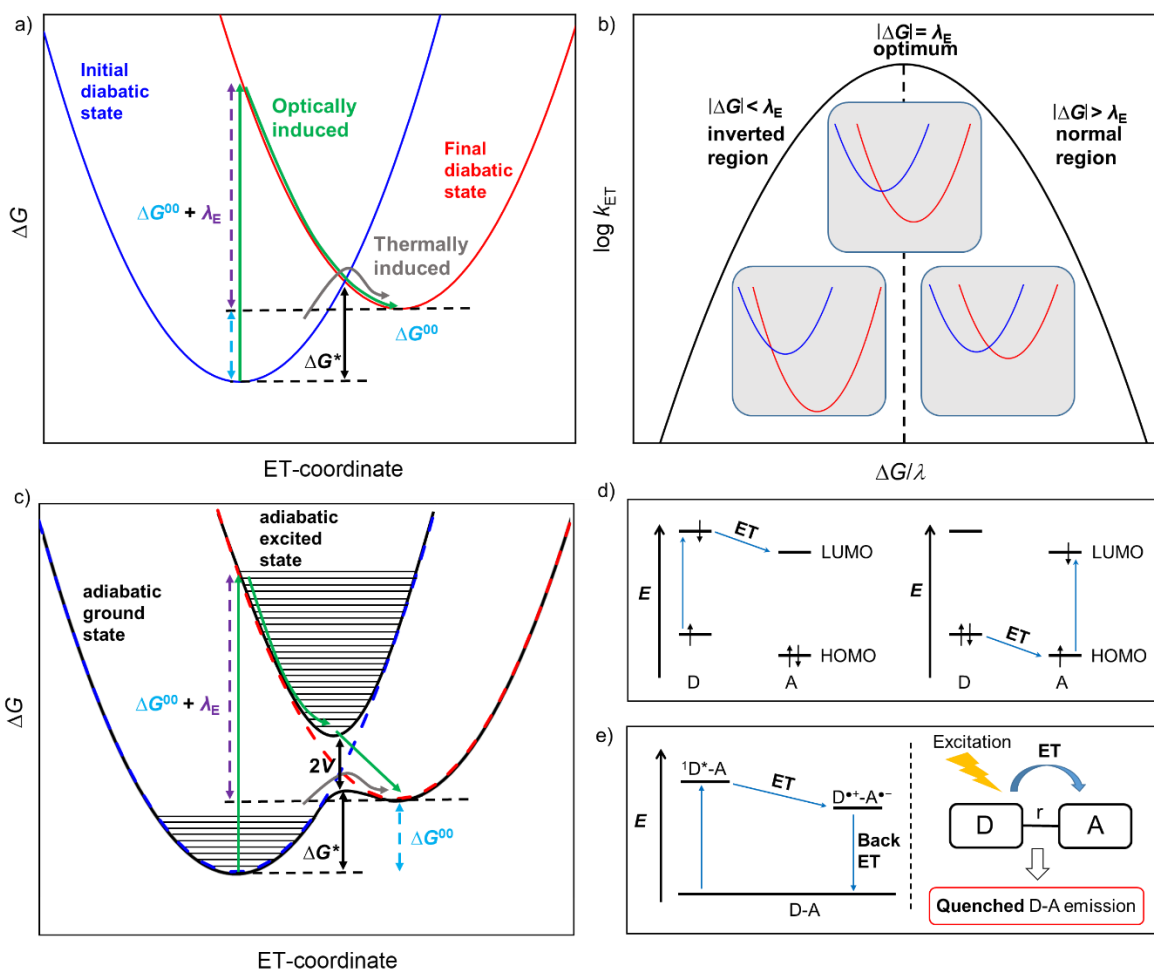 a)
Initial
diabatic
state
Optically
induced
Final
diabatic
state
ΔG⁰⁰ + λE
Thermally
induced
ΔG⁰⁰
ΔG*
ΔG
ET-coordinate
b)
|ΔG| = λE
optimum
|ΔG| < λE
inverted
region
|ΔG| > λE
normal
region
log kET
ΔG/λ
c)
adiabatic
excited
state
adiabatic
ground
state
ΔG⁰⁰ + λE
2V
ΔG*
ΔG⁰⁰
ΔG
ET-coordinate
d)
E
ET
LUMO
HOMO
D
A
E
LUMO
ET
HOMO
D
A
e)
E
¹D*-A
ET
D•+-A•−
Back
ET
D-A
Excitation
ET
D
r
A
Quenched D-A emission